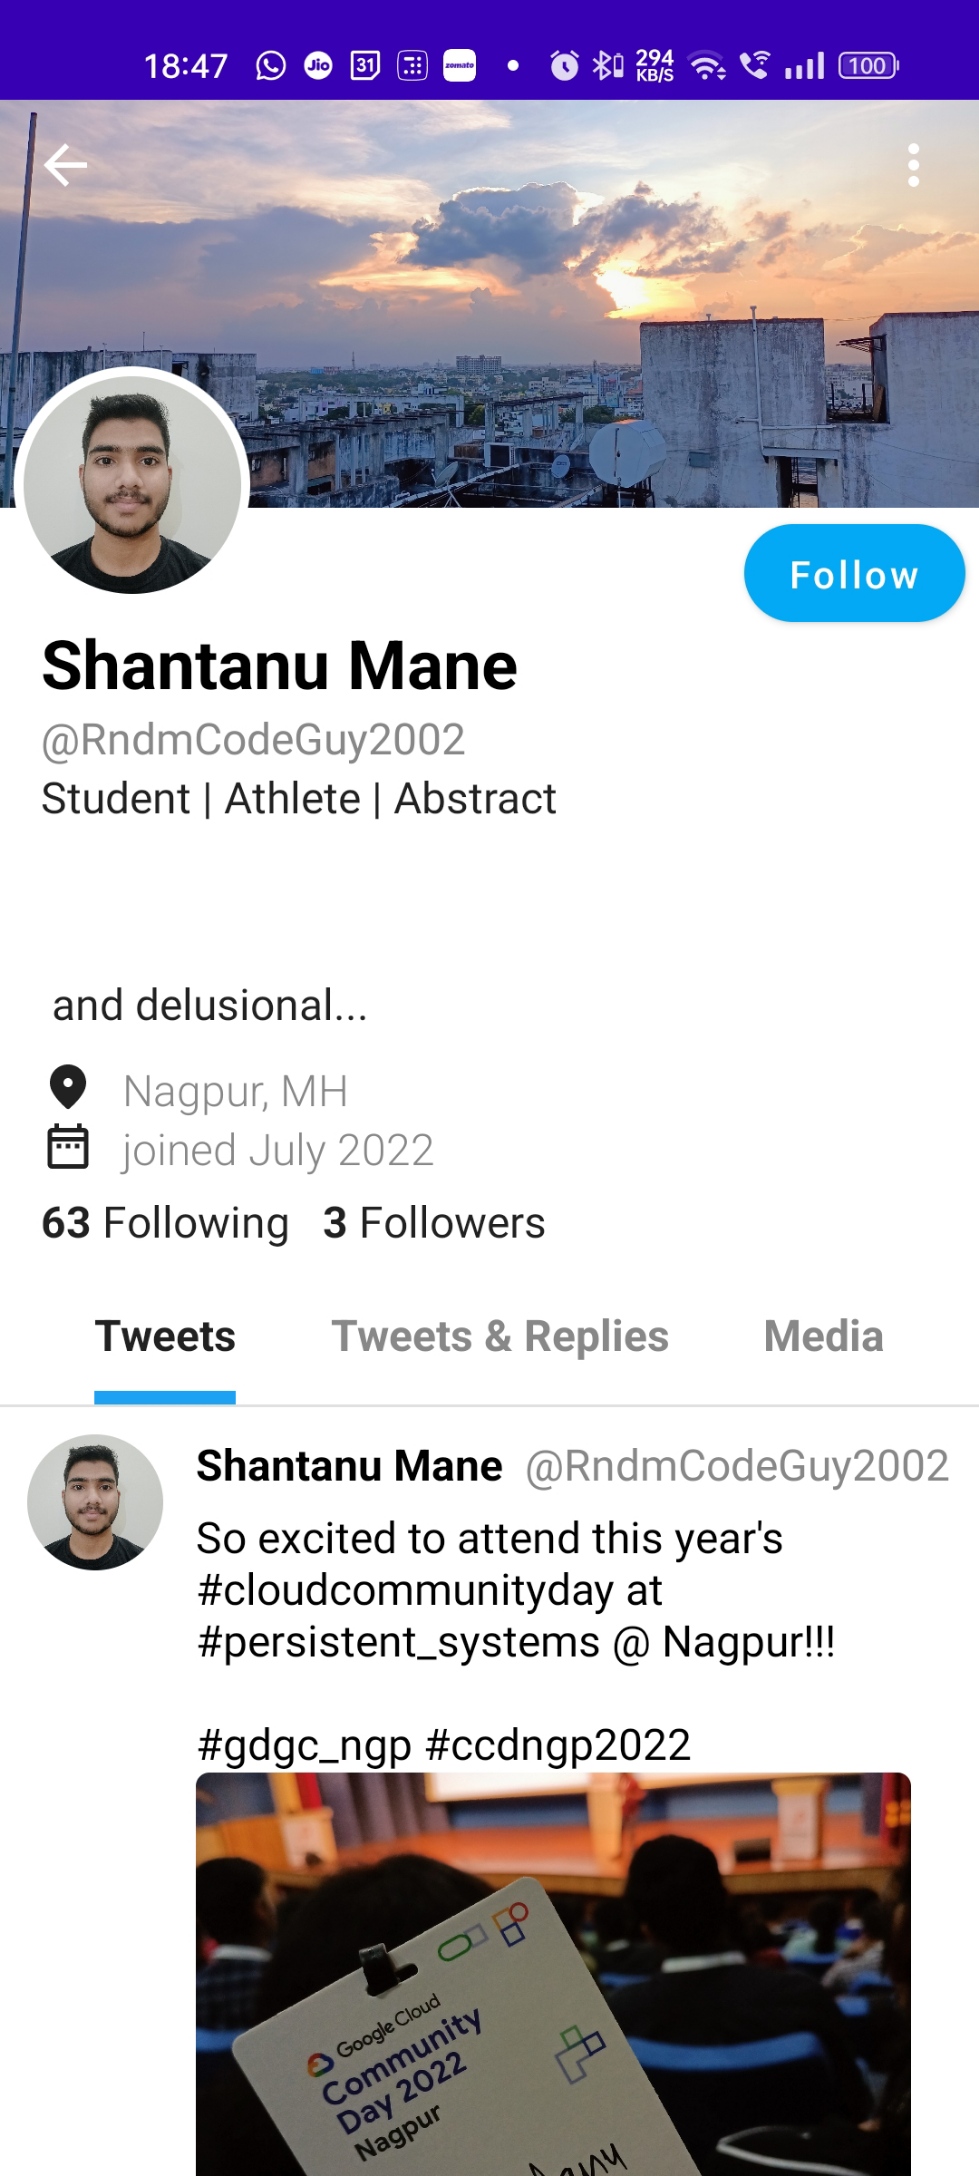 18:47 Jio 31 zomato 294 KB/S 100
Follow
Shantanu Mane
@RndmCodeGuy2002
Student | Athlete | Abstract
and delusional...
Nagpur, MH
joined July 2022
63 Following 3 Followers
Tweets Tweets & Replies Media
Shantanu Mane @RndmCodeGuy2002
So excited to attend this year's
#cloudcommunityday at
#persistent_systems @ Nagpur!!!
#gdgc_ngp #ccdngp2022
Google Cloud
Community
Day 2022
Nagpur